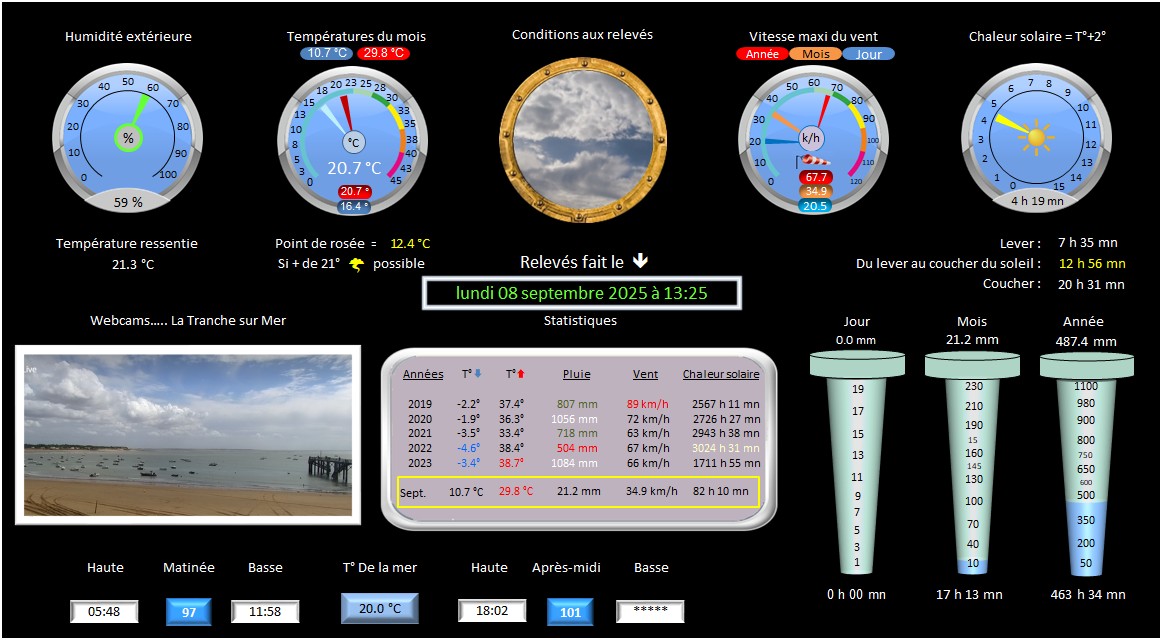 Humidité extérieure
Températures du mois
10.7 °C 29.8 °C
Conditions aux relevés
Vitesse maxi du vent
Année Mois Jour
Chaleur solaire = T°+2°
0 10 20 30 40 50 60 70 80 90 100
%
59 %
0 3 5 8 10 13 15 18 20 23 25 28 30 33 35 38 40 43 45
°C
20.7 °C
20.7 °
16.4 °
0 10 20 30 40 50 60 70 80 90 100 110 120
k/h
67.7
34.9
20.5
0 1 2 3 4 5 6 7 8 9 10 11 12 13 14 15
4 h 19 mn
Température ressentie
21.3 °C
Point de rosée = 12.4 °C
Si + de 21° possible
Relevés fait le
lundi 08 septembre 2025 à 13:25
Lever : 7 h 35 mn
Du lever au coucher du soleil : 12 h 56 mn
Coucher : 20 h 31 mn
Webcams..... La Tranche sur Mer
Live
Statistiques
Années T° T° Pluie Vent Chaleur solaire
2019 -2.2° 37.4° 807 mm 89 km/h 2567 h 11 mn
2020 -1.9° 36.3° 1056 mm 72 km/h 2726 h 27 mn
2021 -3.5° 33.4° 718 mm 63 km/h 2943 h 38 mn
2022 -4.6° 38.4° 504 mm 67 km/h 3024 h 31 mn
2023 -3.4° 38.7° 1084 mm 66 km/h 1711 h 55 mn
Sept. 10.7 °C 29.8 °C 21.2 mm 34.9 km/h 82 h 10 mn
Jour
0.0 mm
19
17
15
13
11
9
7
5
3
1
0 h 00 mn
Mois
21.2 mm
230
210
190
15
160
145
130
100
70
40
10
17 h 13 mn
Année
487.4 mm
1100
980
900
800
750
650
600
500
350
200
50
463 h 34 mn
Haute Matinée Basse
05:48 97 11:58
T° De la mer
20.0 °C
Haute Après-midi Basse
18:02 101 *****